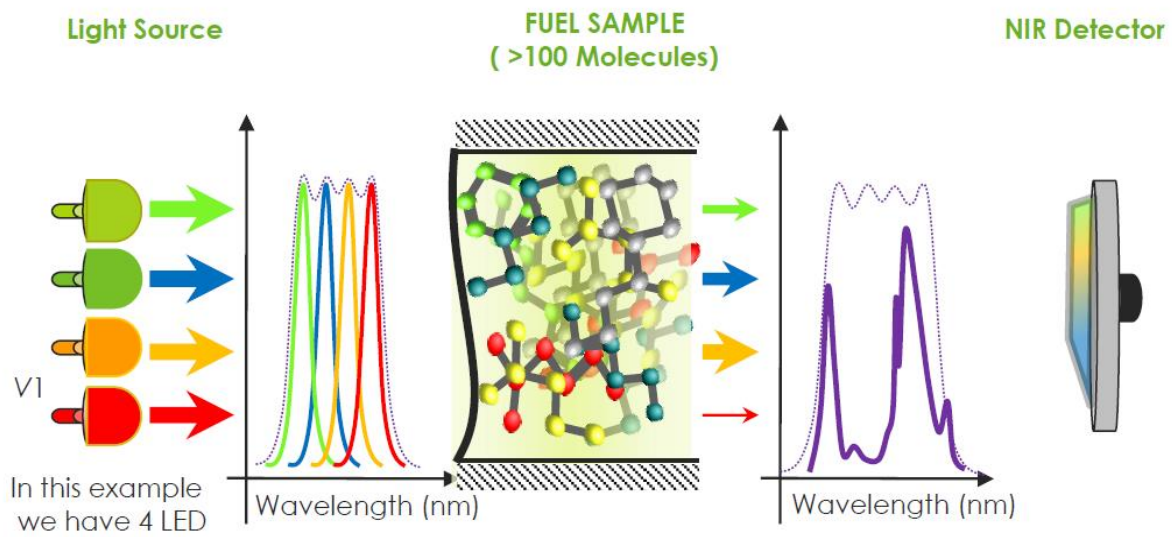 Light Source
FUEL SAMPLE
( >100 Molecules)
NIR Detector
V1
In this example
we have 4 LED
Wavelength (nm)
Wavelength (nm)